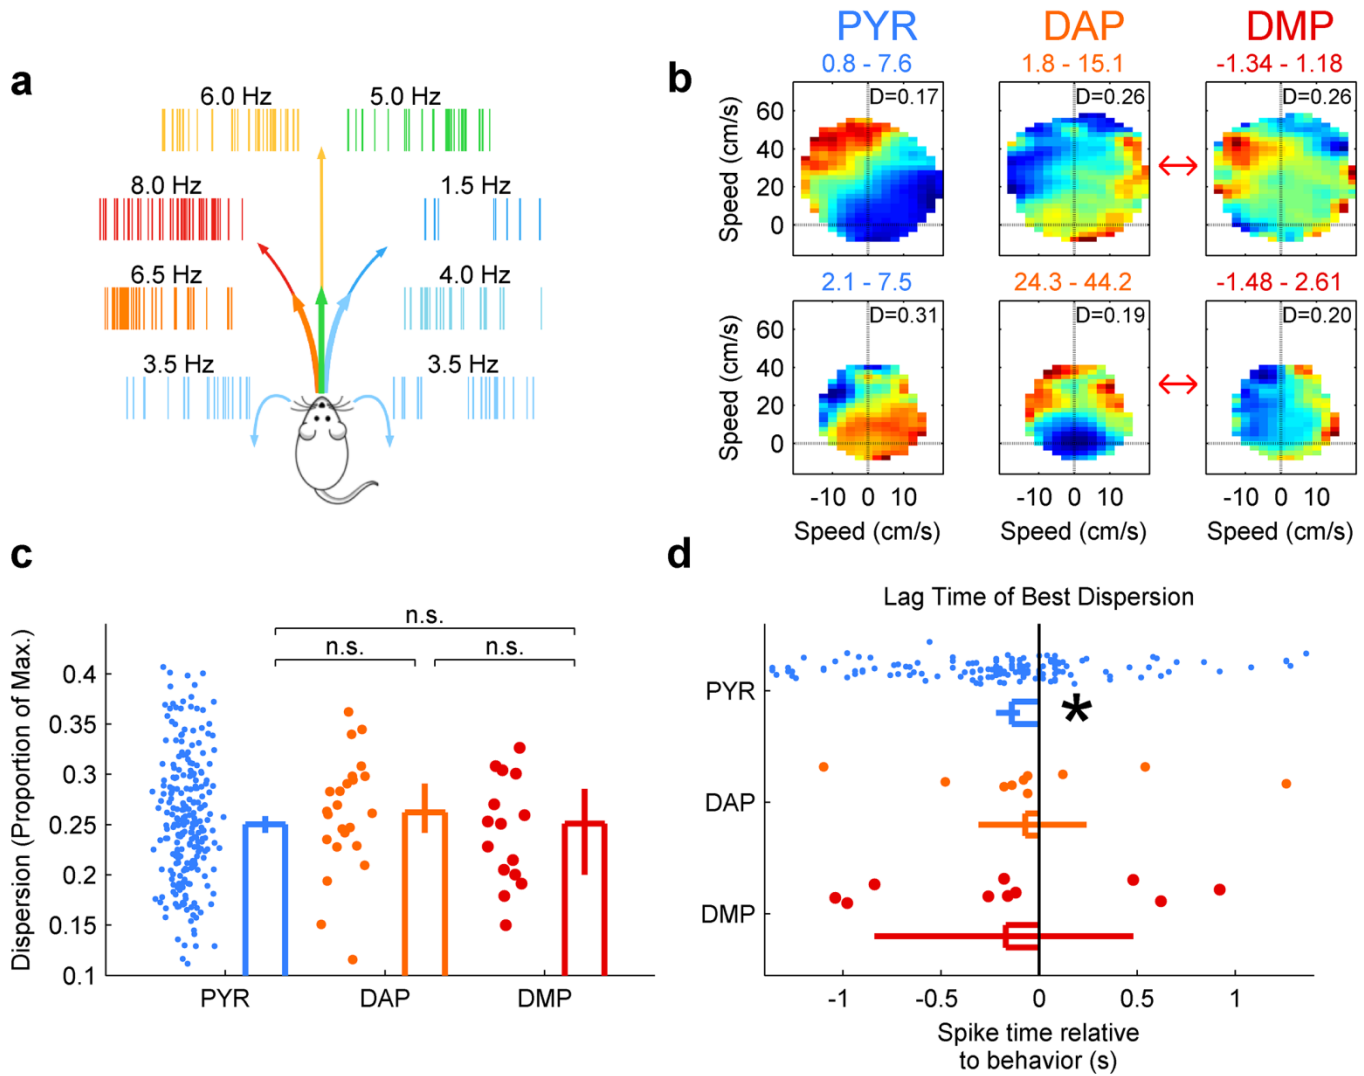 a
6.0 Hz
5.0 Hz
8.0 Hz
1.5 Hz
6.5 Hz
4.0 Hz
3.5 Hz
3.5 Hz
b
PYR
DAP
DMP
0.8 - 7.6
1.8 - 15.1
-1.34 - 1.18
D=0.17
D=0.26
D=0.26
Speed (cm/s)
60
40
20
0
2.1 - 7.5
24.3 - 44.2
-1.48 - 2.61
D=0.31
D=0.19
D=0.20
Speed (cm/s)
60
40
20
0
-10 0 10
-10 0 10
-10 0 10
Speed (cm/s)
Speed (cm/s)
Speed (cm/s)
c
Dispersion (Proportion of Max.)
n.s.
n.s.
n.s.
0.4
0.35
0.3
0.25
0.2
0.15
0.1
PYR
DAP
DMP
d
Lag Time of Best Dispersion
PYR
*
DAP
DMP
-1
-0.5
0
0.5
1
Spike time relative
to behavior (s)